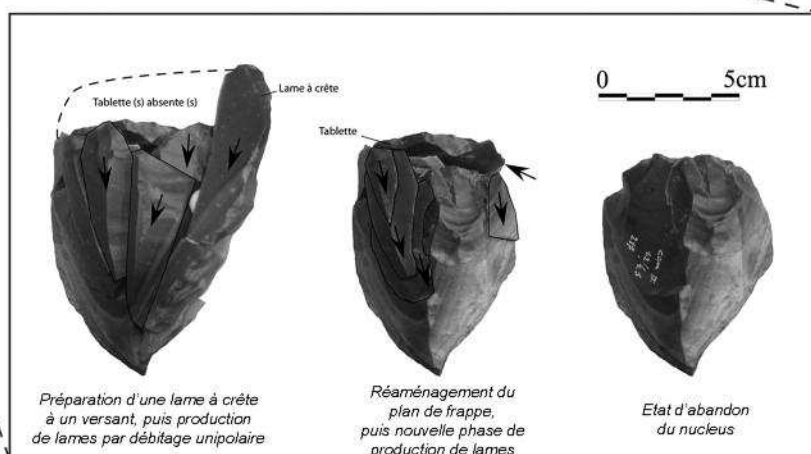 Tablette (s) absente (s)
Lame à crête
Tablette
0 5cm
Préparation d'une lame à crête
à un versant, puis production
de lames par débitage unipolaire
Réaménagement du
plan de frappe,
puis nouvelle phase de
production de lames
Etat d'abandon
du nucleus